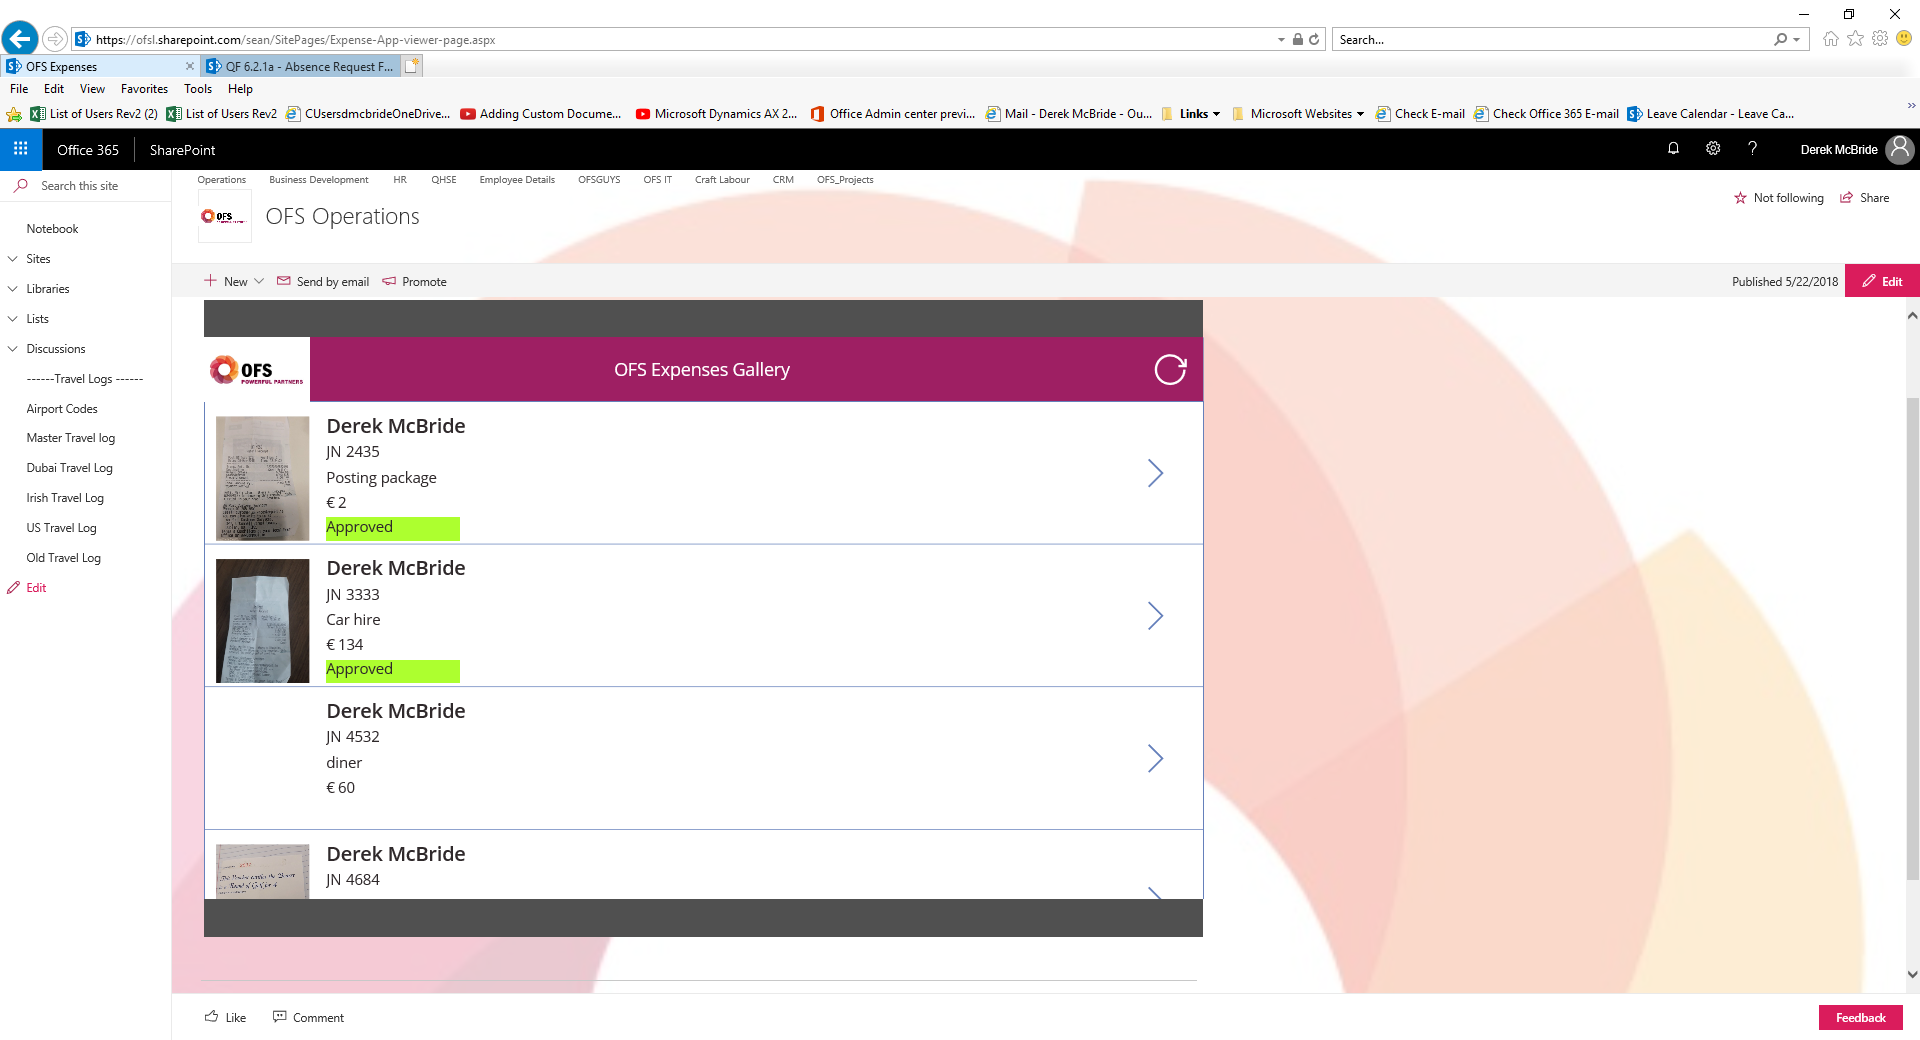 https://ofsl.sharepoint.com/sean/SitePages/Expense-App-viewer-page.aspx
Search...
OFS Expenses
QF 6.2.1a - Absence Request F...
File Edit View Favorites Tools Help
List of Users Rev2 (2) List of Users Rev2 CUsersdmcbrideOneDrive... Adding Custom Docume... Microsoft Dynamics AX 2... Office Admin center previ... Mail - Derek McBride - Ou... Links Microsoft Websites Check E-mail Check Office 365 E-mail Leave Calendar - Leave Ca...
Office 365 SharePoint
Derek McBride
Search this site
Operations Business Development HR QHSE Employee Details OFSGUYS OFS IT Craft Labour CRM OFS_Projects
OFS
OFS Operations
Not following Share
Notebook
Sites
Libraries
Lists
Discussions
------Travel Logs ------
Airport Codes
Master Travel log
Dubai Travel Log
Irish Travel Log
US Travel Log
Old Travel Log
Edit
New Send by email Promote
Published 5/22/2018 Edit
OFS
POWERFUL PARTNERS
OFS Expenses Gallery
Derek McBride
JN 2435
Posting package
€ 2
Approved
Derek McBride
JN 3333
Car hire
€ 134
Approved
Derek McBride
JN 4532
diner
€ 60
Derek McBride
JN 4684
Like Comment
Feedback